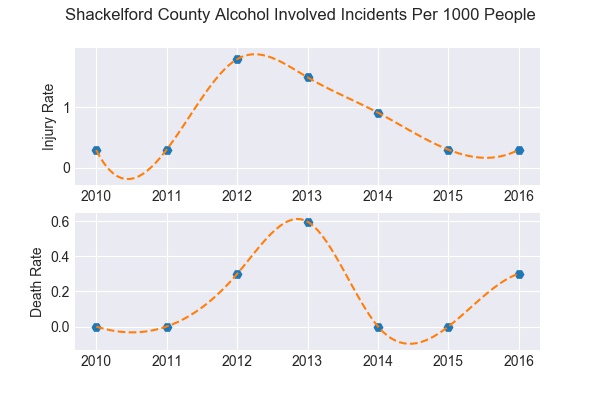 Shackelford County Alcohol Involved Incidents Per 1000 People
Injury Rate
1
0
2010 2011 2012 2013 2014 2015 2016
Death Rate
0.6
0.4
0.2
0.0
2010 2011 2012 2013 2014 2015 2016